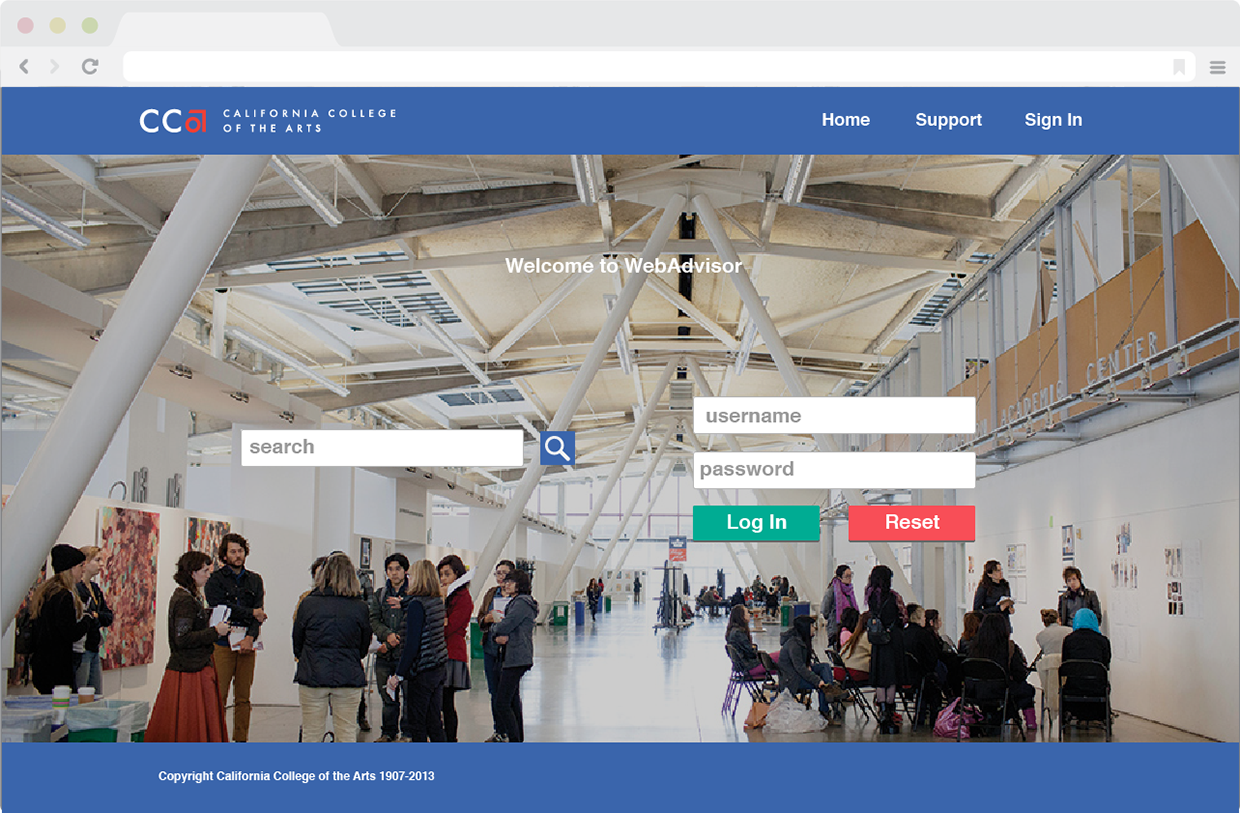 CCa CALIFORNIA COLLEGE
OF THE ARTS
Home Support Sign In
Welcome to WebAdvisor
ACADEMIC CENTER
username
search
password
Log In Reset
Copyright California College of the Arts 1907-2013